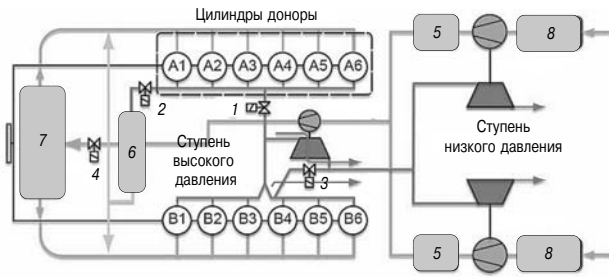 Цилиндры доноры
5
8
A1 A2 A3 A4 A5 A6
2
1
7
6
4
Ступень
высокого
давления
3
Ступень
низкого давления
B1 B2 B3 B4 B5 B6
5
8